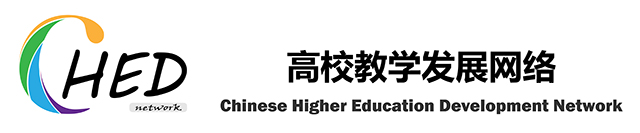 CHED
network
高校教学发展网络
Chinese Higher Education Development Network